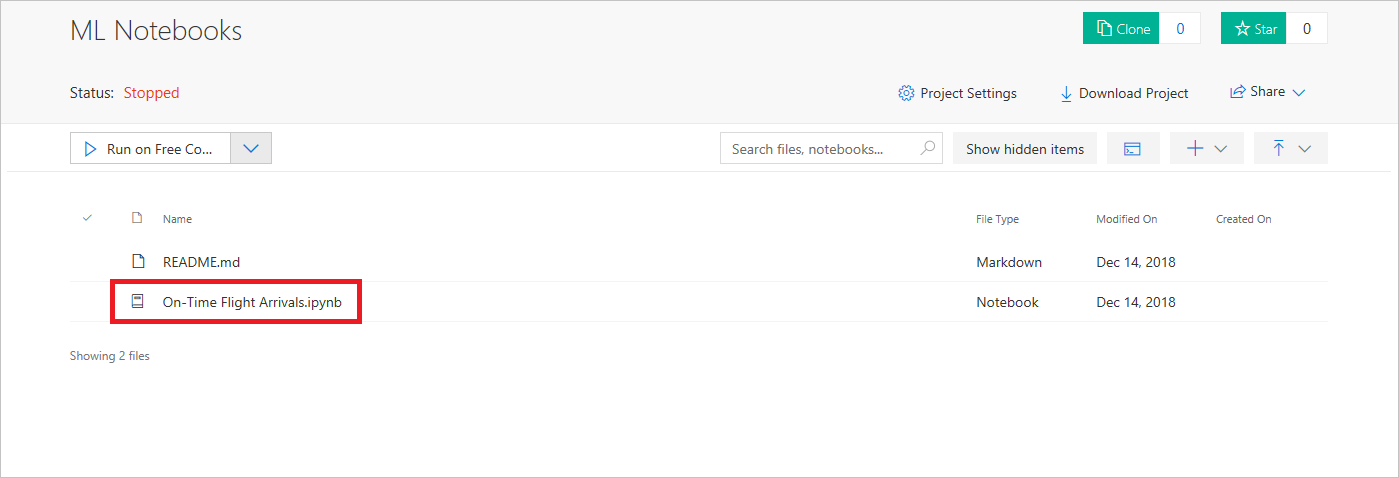 ML Notebooks
Clone 0
Star 0
Status: Stopped
Project Settings
Download Project
Share
Run on Free Co...
Search files, notebooks...
Show hidden items
Name File Type Modified On Created On
README.md Markdown Dec 14, 2018
On-Time Flight Arrivals.ipynb Notebook Dec 14, 2018
Showing 2 files